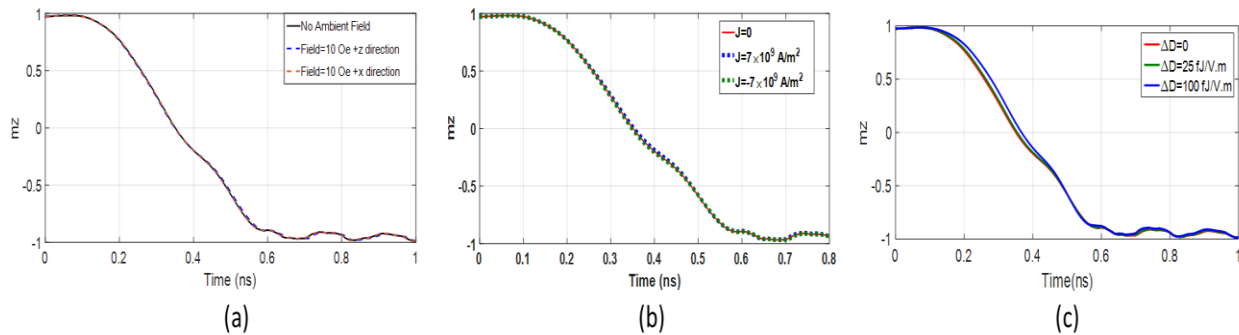 1
0.5
0
-0.5
-1
mz
No Ambient Field
Field=10 Oe +z direction
Field=10 Oe +x direction
0 0.2 0.4 0.6 0.8 1
Time (ns)
(a)
1
0.5
0
-0.5
-1
mz
J=0
J=7×10⁹ A/m²
J=-7×10⁹ A/m²
0.0 0.1 0.2 0.3 0.4 0.5 0.6 0.7 0.8
Time (ns)
(b)
1
0.5
0
-0.5
-1
mz
ΔD=0
ΔD=25 fJ/V.m
ΔD=100 fJ/V.m
0 0.2 0.4 0.6 0.8 1
Time(ns)
(c)